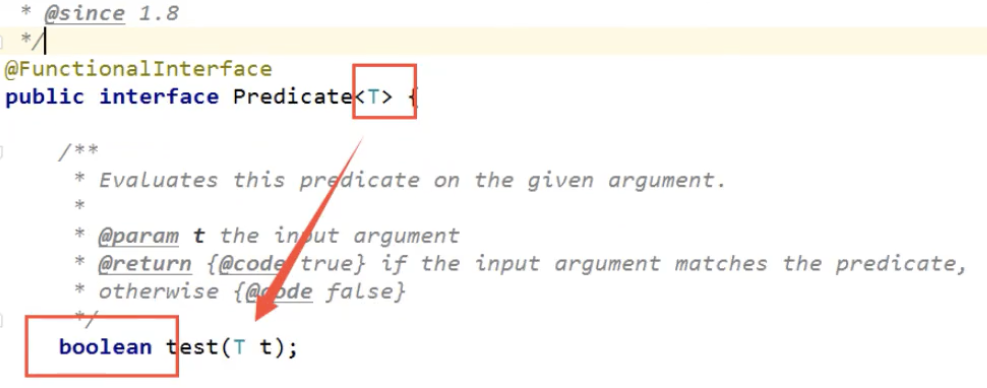 * @since 1.8
*/
@FunctionalInterface
public interface Predicate<T> {
/**
* Evaluates this predicate on the given argument.
*
* @param t the input argument
* @return {@code true} if the input argument matches the predicate,
* otherwise {@code false}
*/
boolean test(T t);